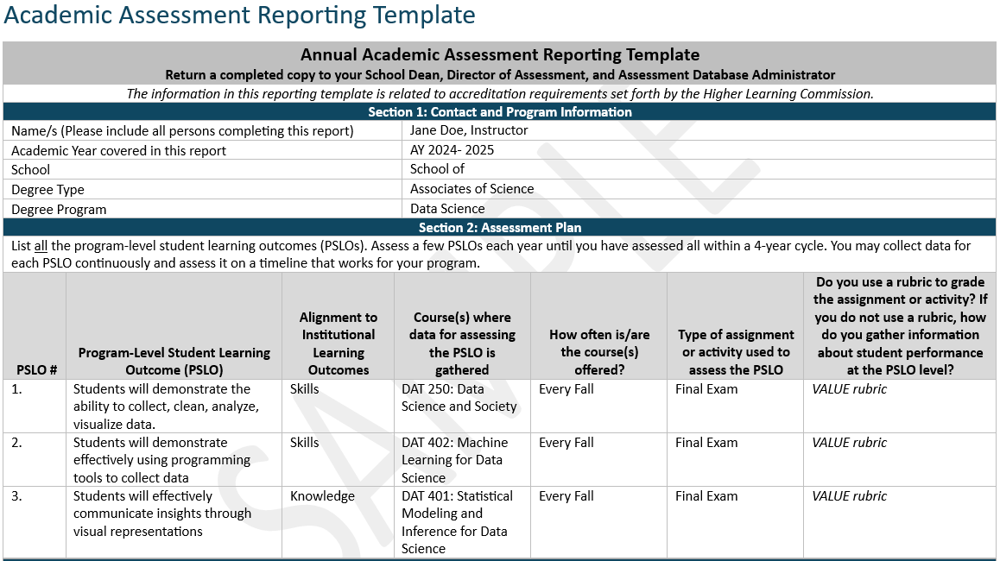 Academic Assessment Reporting Template
Annual Academic Assessment Reporting Template
Return a completed copy to your School Dean, Director of Assessment, and Assessment Database Administrator
The information in this reporting template is related to accreditation requirements set forth by the Higher Learning Commission.
Section 1: Contact and Program Information
Name/s (Please include all persons completing this report) Jane Doe, Instructor
Academic Year covered in this report AY 2024- 2025
School School of
Degree Type Associates of Science
Degree Program Data Science
Section 2: Assessment Plan
List all the program-level student learning outcomes (PSLOs). Assess a few PSLOs each year until you have assessed all within a 4-year cycle. You may collect data for
each PSLO continuously and assess it on a timeline that works for your program.
PSLO #
Program-Level Student Learning
Outcome (PSLO)
Alignment to
Institutional
Learning
Outcomes
Course(s) where
data for assessing
the PSLO is
gathered
How often is/are
the course(s)
offered?
Type of assignment
or activity used to
assess the PSLO
Do you use a rubric to grade
the assignment or activity? If
you do not use a rubric, how
do you gather information
about student performance
at the PSLO level?
1.
Students will demonstrate the
ability to collect, clean, analyze,
visualize data.
Skills
DAT 250: Data
Science and Society
Every Fall
Final Exam
VALUE rubric
2.
Students will demonstrate
effectively using programming
tools to collect data
Skills
DAT 402: Machine
Learning for Data
Science
Every Fall
Final Exam
VALUE rubric
3.
Students will effectively
communicate insights through
visual representations
Knowledge
DAT 401: Statistical
Modeling and
Inference for Data
Science
Every Fall
Final Exam
VALUE rubric
SAMPLE